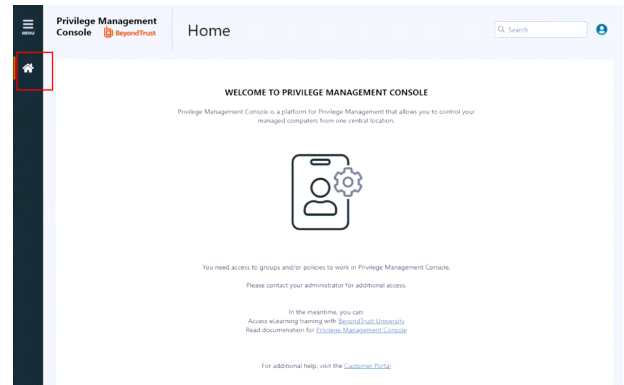 MENU
Privilege Management
Console BeyondTrust
Home
Search
WELCOME TO PRIVILEGE MANAGEMENT CONSOLE
Privilege Management Console is a platform for Privilege Management that allows you to control your
managed computers from one central location.
You need access to groups and/or policies to work in Privilege Management Console.
Please contact your administrator for additional access.
In the meantime, you can:
Access eLearning training with BeyondTrust University
Read documentation for Privilege Management Console
For additional help, visit the Customer Portal